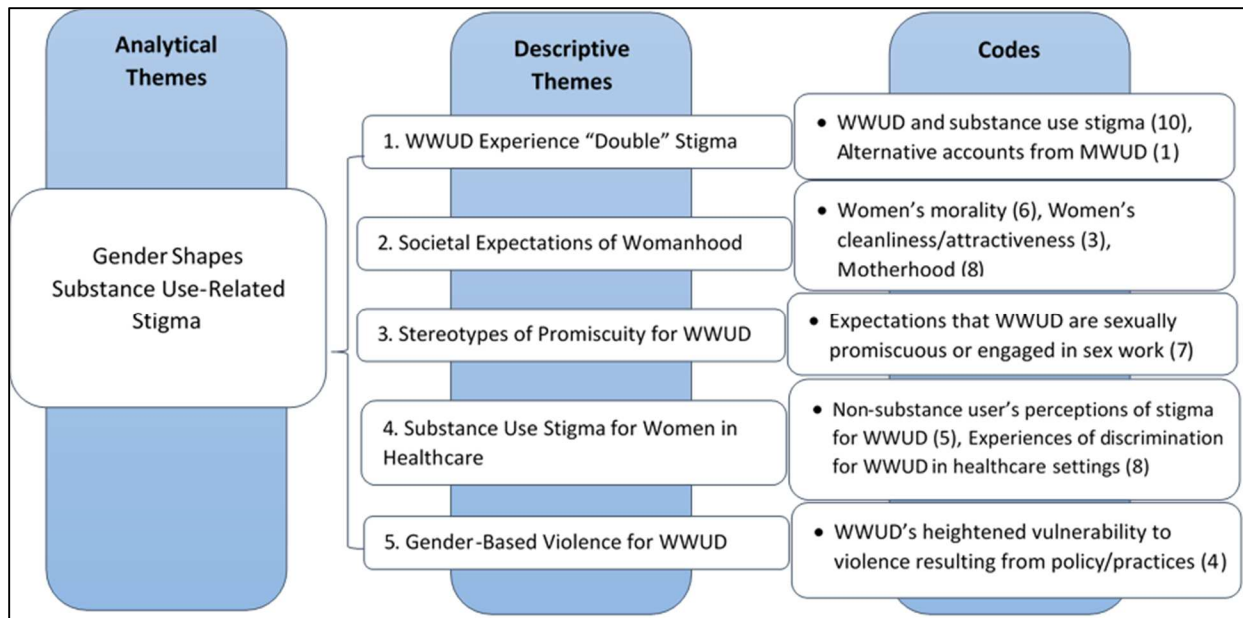 Analytical
Themes
Gender Shapes
Substance Use-Related
Stigma
Descriptive
Themes
1. WWUD Experience “Double” Stigma
2. Societal Expectations of Womanhood
3. Stereotypes of Promiscuity for WWUD
4. Substance Use Stigma for Women in
Healthcare
5. Gender-Based Violence for WWUD
Codes
• WWUD and substance use stigma (10),
Alternative accounts from MWUD (1)
• Women’s morality (6), Women’s
cleanliness/attractiveness (3),
Motherhood (8)
• Expectations that WWUD are sexually
promiscuous or engaged in sex work (7)
• Non-substance user’s perceptions of stigma
for WWUD (5), Experiences of discrimination
for WWUD in healthcare settings (8)
• WWUD’s heightened vulnerability to
violence resulting from policy/practices (4)